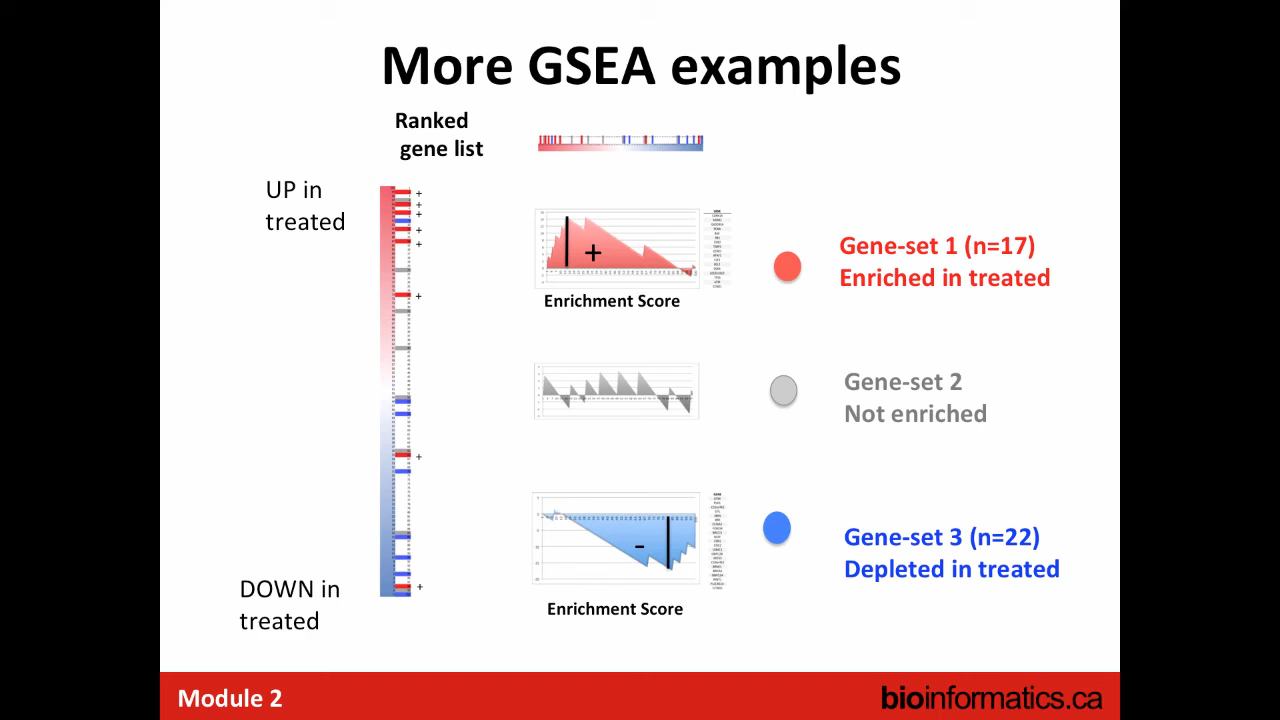 More GSEA examples
Ranked
gene list
UP in
treated
+
+
+
+
+
+
+
+
DOWN in
treated
+
Enrichment Score
Gene-set 1 (n=17)
Enriched in treated
Gene-set 2
Not enriched
-
Enrichment Score
Gene-set 3 (n=22)
Depleted in treated
Module 2
bioinformatics.ca